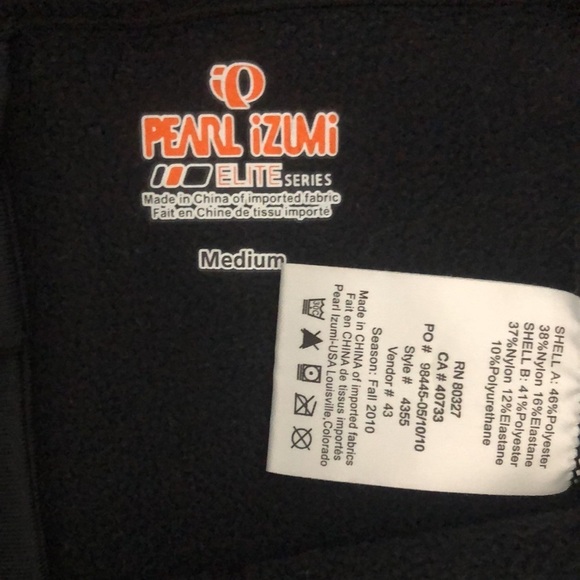 PEARL iZUMi
ELITE SERIES
Made in China of imported fabric
Fait en Chine de tissu importé
Medium
SHELL A: 46%Polyester
38%Nylon 16%Elastane
SHELL B: 41%Polyester
37%Nylon 12%Elastane
10%Polyurethane
RN 80327
CA # 40733
PO # 98445-05/10/10
Style # 4355
Vendor # 43
Season: Fall 2010
Made in CHINA of imported fabrics
Fait en CHINA de tissus importés
Pearl Izumi-USA Louisville,Colorado